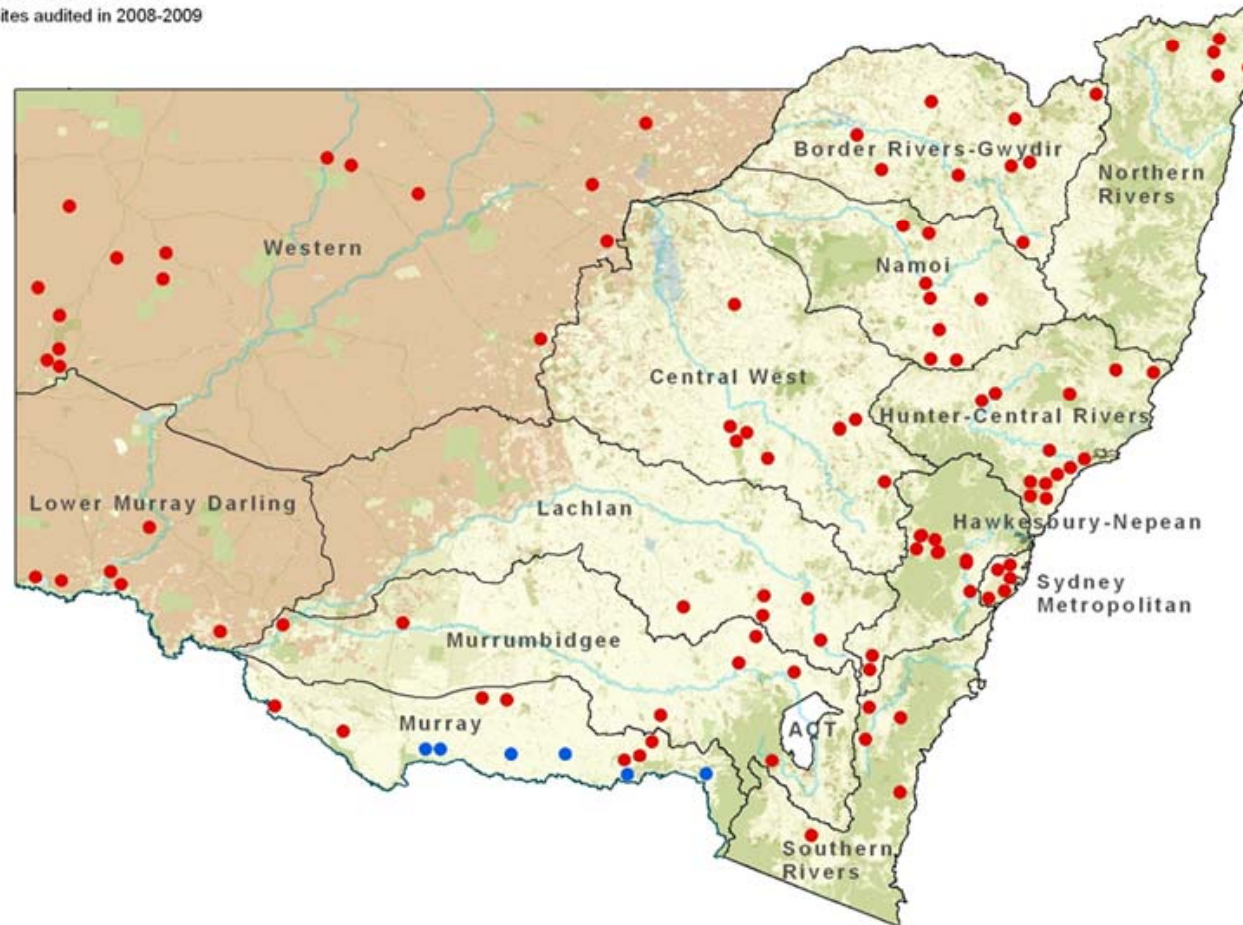 ites audited in 2008-2009
Border Rivers-Gwydir
Northern
Rivers
Western
Namoi
Central West
Hunter-Central Rivers
Lower Murray Darling
Lachlan
Hawkesbury-Nepean
Sydney
Metropolitan
Murrumbidgee
Murray
ACT
Southern
Rivers